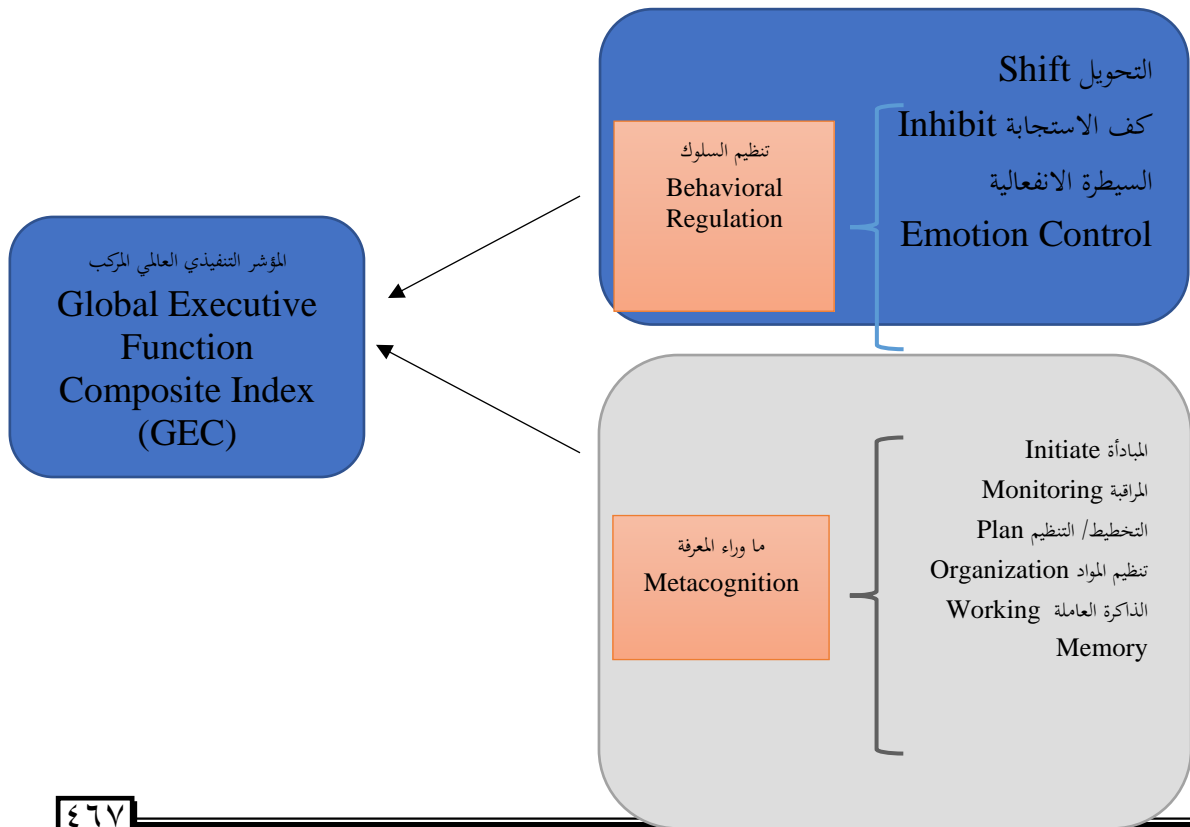 التحويل Shift
كف الاستجابة Inhibit
السيطرة الانفعالية
Emotion Control
تنظيم السلوك
Behavioral
Regulation
المؤشر التنفيذي العالمي المركب
Global Executive
Function
Composite Index
(GEC)
المبادأة Initiate
المراقبة Monitoring
التخطيط/ التنظيم Plan
تنظيم المواد Organization
الذاكرة العاملة Working
Memory
ما وراء المعرفة
Metacognition
٤٦٧